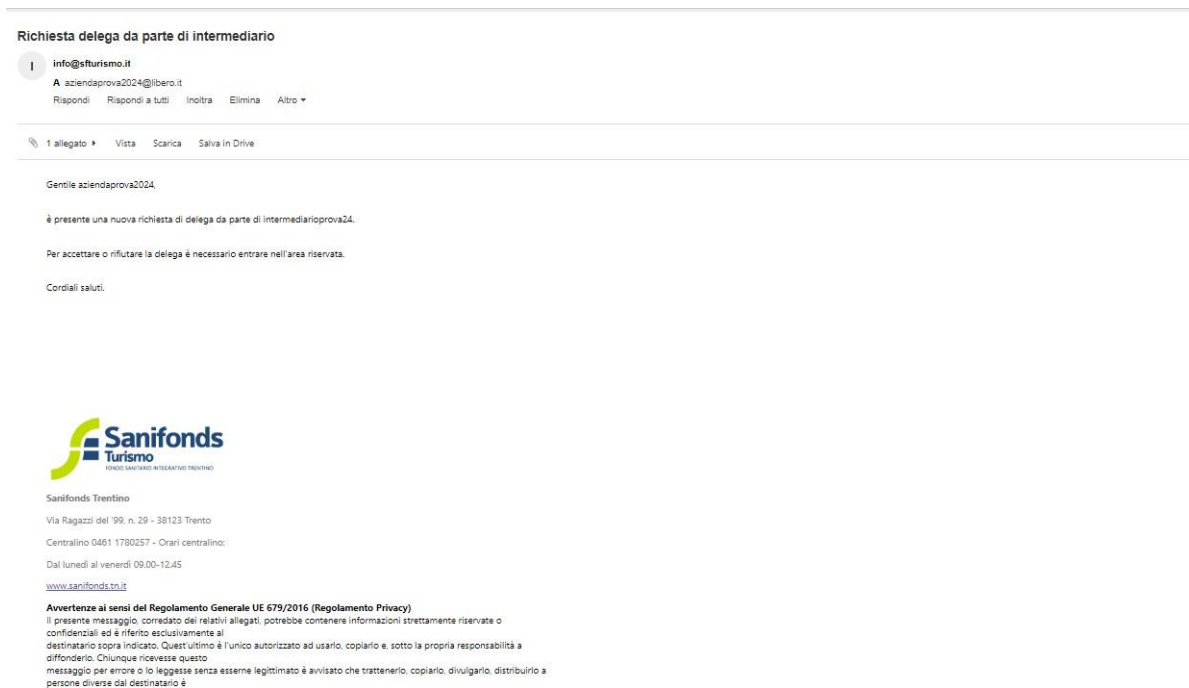 Richiesta delega da parte di intermediario
I
info@sfturismo.it
A aziendaprova2024@libero.it
Rispondi Rispondi a tutti Inoltra Elimina Altro
1 allegato Vista Scarica Salva in Drive
Gentile aziendaprova2024,
è presente una nuova richiesta di delega da parte di intermediarioprova24.
Per accettare o rifiutare la delega è necessario entrare nell'area riservata.
Cordiali saluti.
Sanifonds
Turismo
FONDO SANITARIO INTEGRATIVO TRENTINO
Sanifonds Trentino
Via Ragazzi del '99, n. 29 - 38123 Trento
Centralino 0461 1780257 - Orari centralino:
Dal lunedì al venerdì 09.00-12.45
www.sanifonds.tn.it
Avvertenze ai sensi del Regolamento Generale UE 679/2016 (Regolamento Privacy)
Il presente messaggio, corredato dei relativi allegati, potrebbe contenere informazioni strettamente riservate o
confidenziali ed è riferito esclusivamente al
destinatario sopra indicato. Quest'ultimo è l'unico autorizzato ad usarlo, copiarlo e, sotto la propria responsabilità a
diffonderlo. Chiunque ricevesse questo
messaggio per errore o lo leggesse senza esserne legittimato è avvisato che trattenerlo, copiarlo, divulgarlo, distribuirlo a
persone diverse dal destinatario è